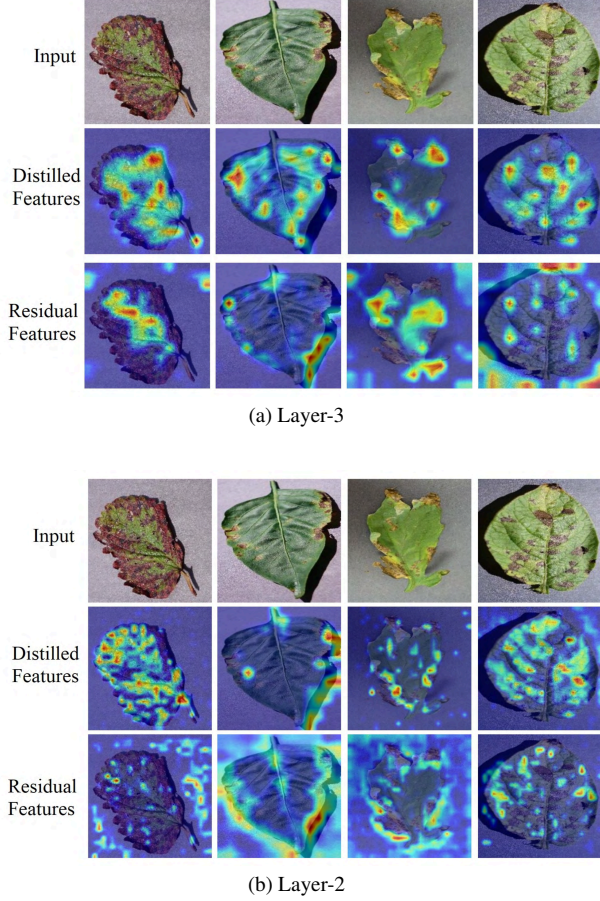 Input
Distilled
Features
Residual
Features
(a) Layer-3
Input
Distilled
Features
Residual
Features
(b) Layer-2